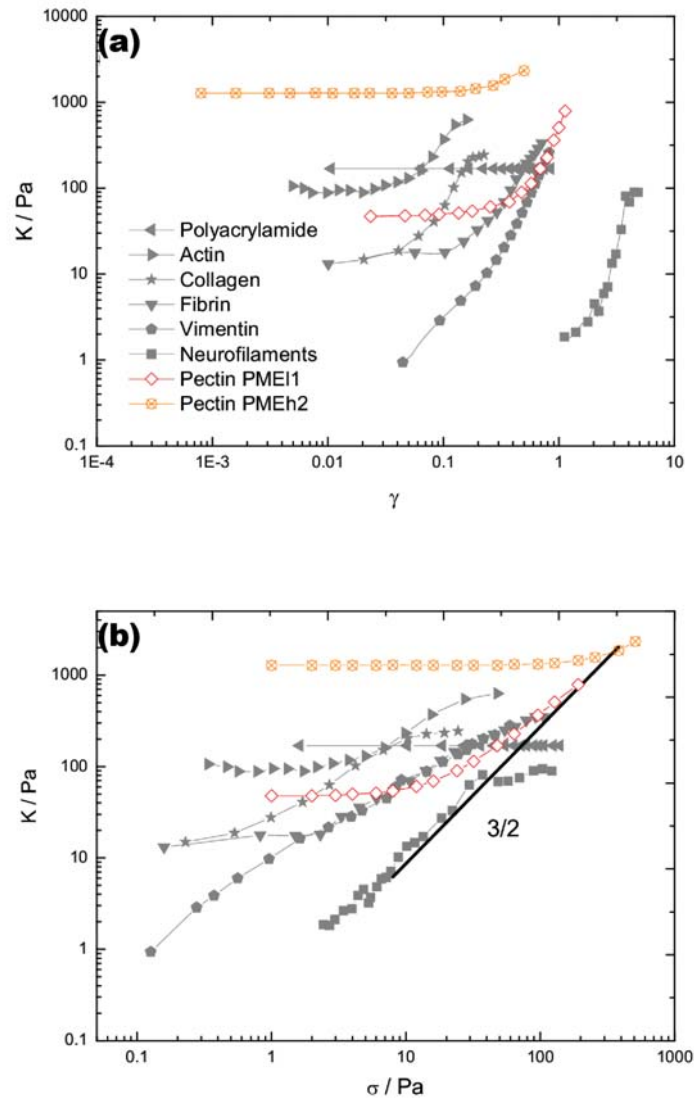 (a)
10000
1000
100
10
1
0.1
K / Pa
Polyacrylamide
Actin
Collagen
Fibrin
Vimentin
Neurofilaments
Pectin PMEl1
Pectin PMEh2
1E-4
1E-3
0.01
0.1
1
10
γ
(b)
1000
100
10
1
0.1
K / Pa
3/2
0.1
1
10
100
1000
σ / Pa